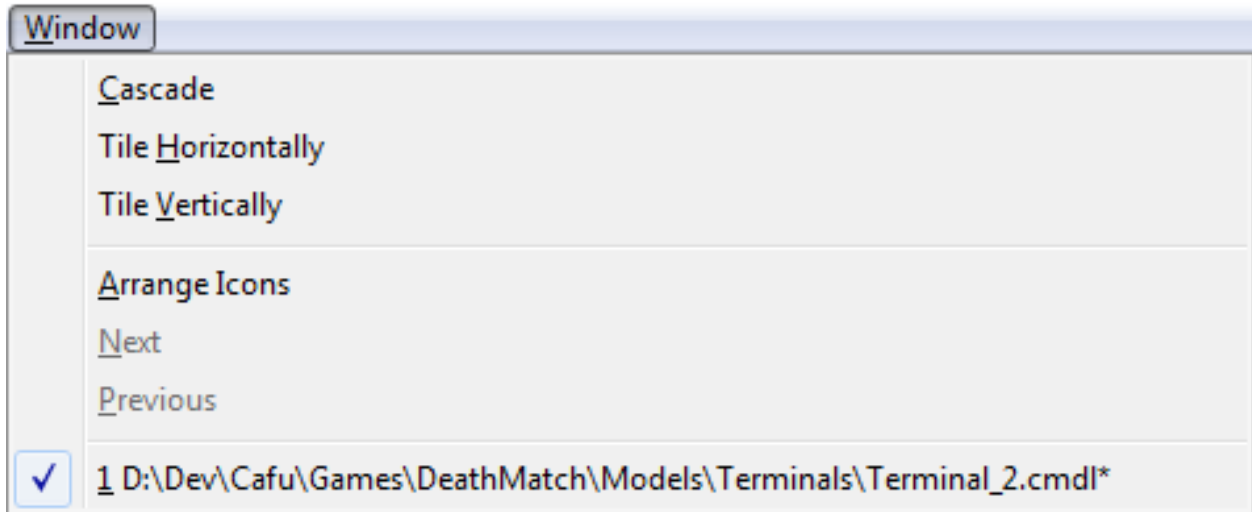 Window
Cascade
Tile Horizontally
Tile Vertically
Arrange Icons
Next
Previous
1 D:\Dev\Cafu\Games\DeathMatch\Models\Terminals\Terminal_2.cmdl*